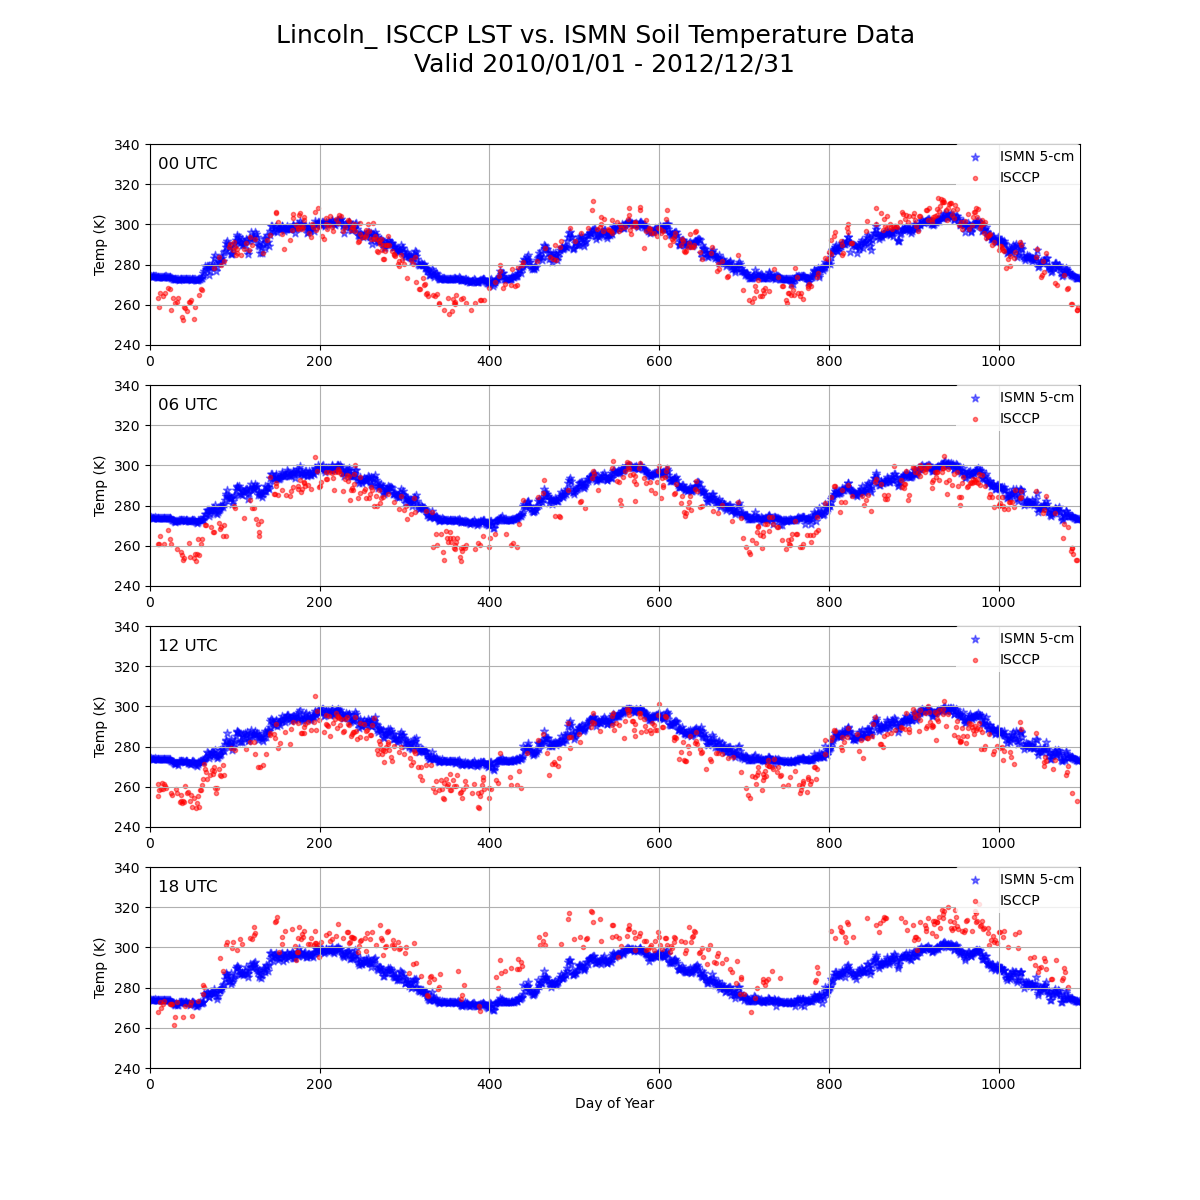 Lincoln_ ISCCP LST vs. ISMN Soil Temperature Data
Valid 2010/01/01 - 2012/12/31
340
320
300
280
260
240
Temp (K)
00 UTC
ISMN 5-cm
ISCCP
0 200 400 600 800 1000
340
320
300
280
260
240
Temp (K)
06 UTC
ISMN 5-cm
ISCCP
0 200 400 600 800 1000
340
320
300
280
260
240
Temp (K)
12 UTC
ISMN 5-cm
ISCCP
0 200 400 600 800 1000
340
320
300
280
260
240
Temp (K)
18 UTC
ISMN 5-cm
ISCCP
0 200 400 600 800 1000
Day of Year